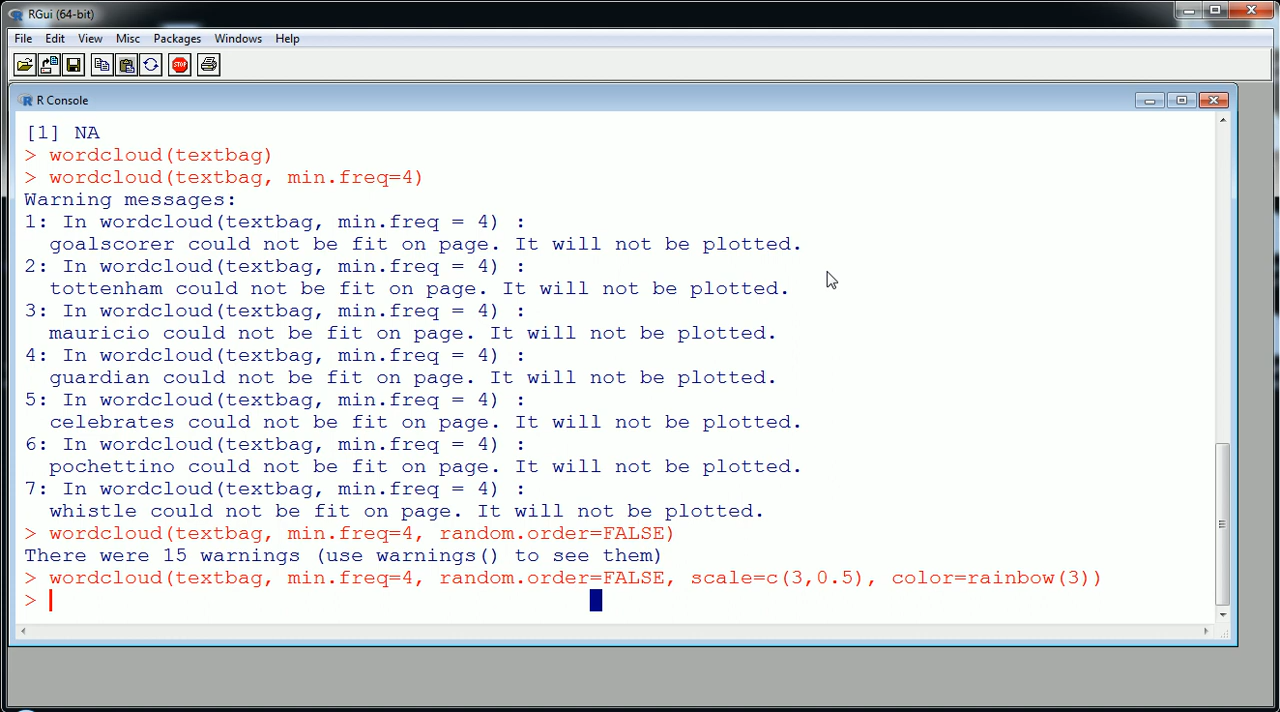 RGui (64-bit)
File Edit View Misc Packages Windows Help
STOP
R Console
[1] NA
> wordcloud(textbag)
> wordcloud(textbag, min.freq=4)
Warning messages:
1: In wordcloud(textbag, min.freq = 4) :
goalscorer could not be fit on page. It will not be plotted.
2: In wordcloud(textbag, min.freq = 4) :
tottenham could not be fit on page. It will not be plotted.
3: In wordcloud(textbag, min.freq = 4) :
mauricio could not be fit on page. It will not be plotted.
4: In wordcloud(textbag, min.freq = 4) :
guardian could not be fit on page. It will not be plotted.
5: In wordcloud(textbag, min.freq = 4) :
celebrates could not be fit on page. It will not be plotted.
6: In wordcloud(textbag, min.freq = 4) :
pochettino could not be fit on page. It will not be plotted.
7: In wordcloud(textbag, min.freq = 4) :
whistle could not be fit on page. It will not be plotted.
> wordcloud(textbag, min.freq=4, random.order=FALSE)
There were 15 warnings (use warnings() to see them)
> wordcloud(textbag, min.freq=4, random.order=FALSE, scale=c(3,0.5), color=rainbow(3))
>